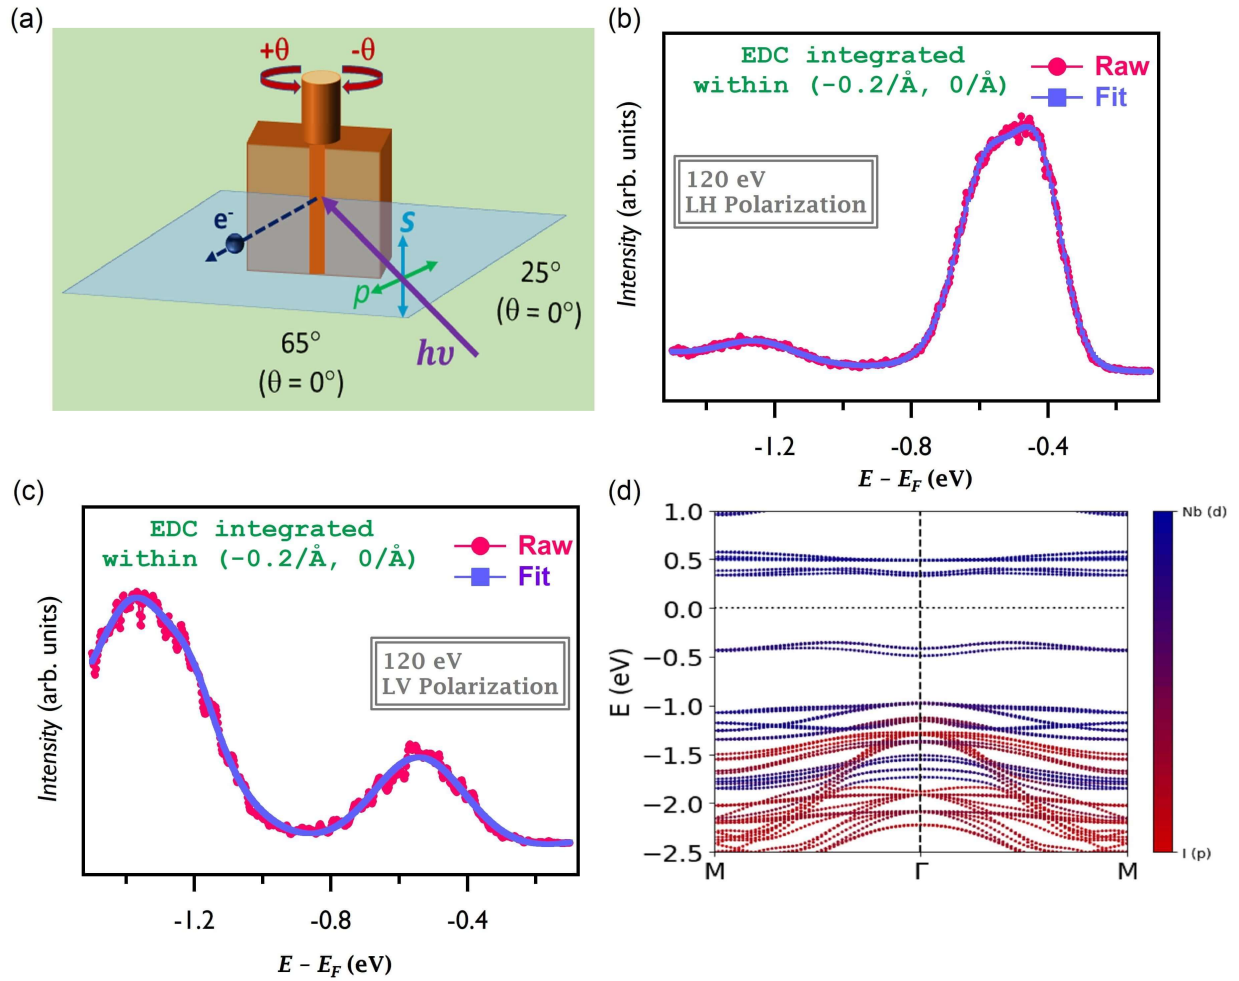 (a)
+θ
-θ
e⁻
S
p
hν
25°
(θ = 0°)
65°
(θ = 0°)
(b)
EDC integrated
within (-0.2/Å, 0/Å)
Raw
Fit
120 eV
LH Polarization
Intensity (arb. units)
-1.2
-0.8
-0.4
E – E_F (eV)
(c)
EDC integrated
within (-0.2/Å, 0/Å)
Raw
Fit
120 eV
LV Polarization
Intensity (arb. units)
-1.2
-0.8
-0.4
E – E_F (eV)
(d)
E (eV)
1.0
0.5
0.0
−0.5
−1.0
−1.5
−2.0
−2.5
M
Γ
M
Nb (d)
I (p)